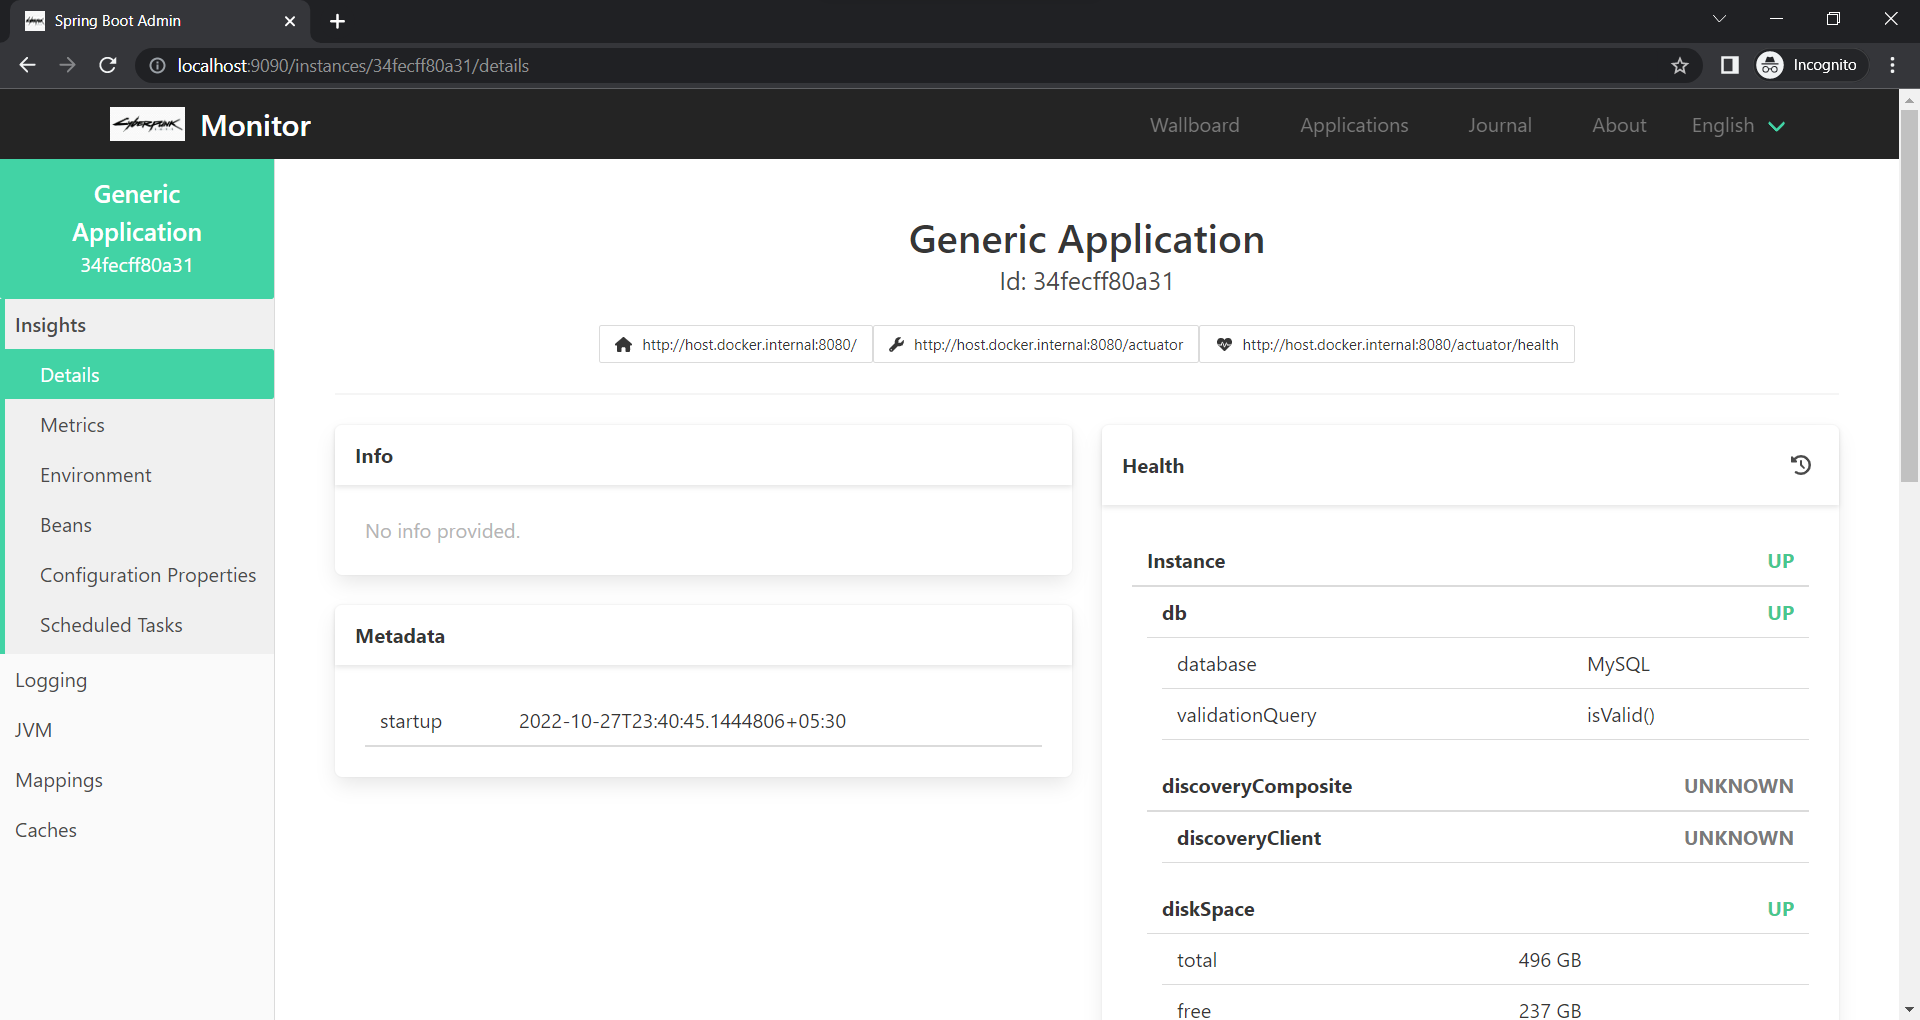 Spring Boot Admin
localhost:9090/instances/34fecff80a31/details
Incognito
CYBERPUNK
Monitor
Wallboard
Applications
Journal
About
English
Generic
Application
34fecff80a31
Insights
Details
Metrics
Environment
Beans
Configuration Properties
Scheduled Tasks
Logging
JVM
Mappings
Caches
Generic Application
Id: 34fecff80a31
http://host.docker.internal:8080/
http://host.docker.internal:8080/actuator
http://host.docker.internal:8080/actuator/health
Info
No info provided.
Metadata
startup 2022-10-27T23:40:45.1444806+05:30
Health
Instance UP
db UP
database MySQL
validationQuery isValid()
discoveryComposite UNKNOWN
discoveryClient UNKNOWN
diskSpace UP
total 496 GB
free 237 GB